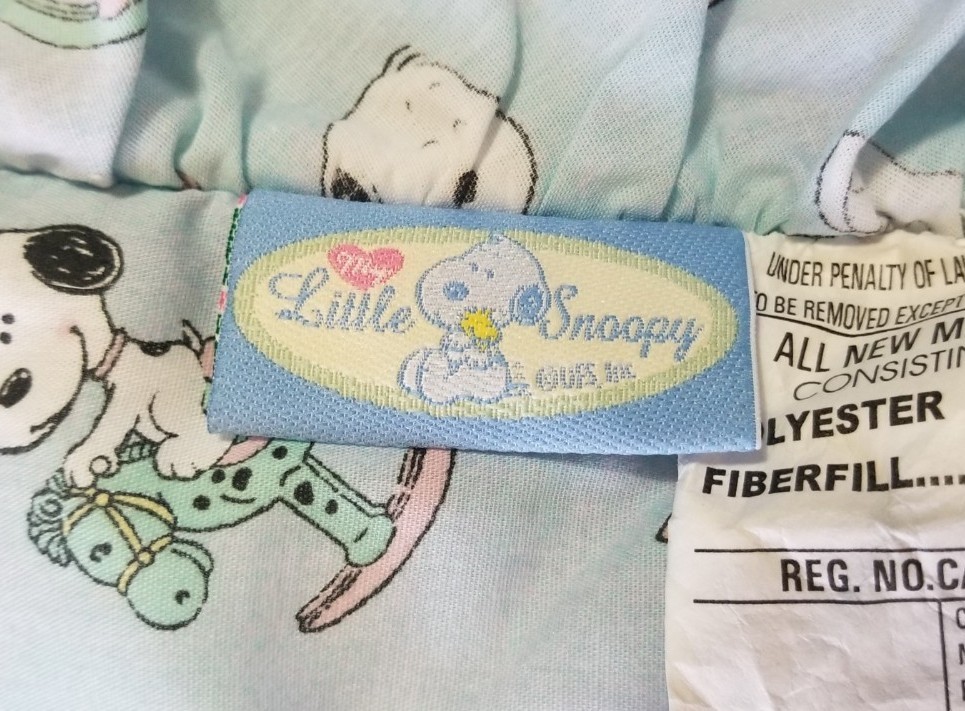 My
Little Snoopy
© UFS, INC.
UNDER PENALTY OF LA
O BE REMOVED EXCEPT
ALL NEW M
CONSISTIN
OLYESTER
FIBERFILL.....
REG. NO.CA